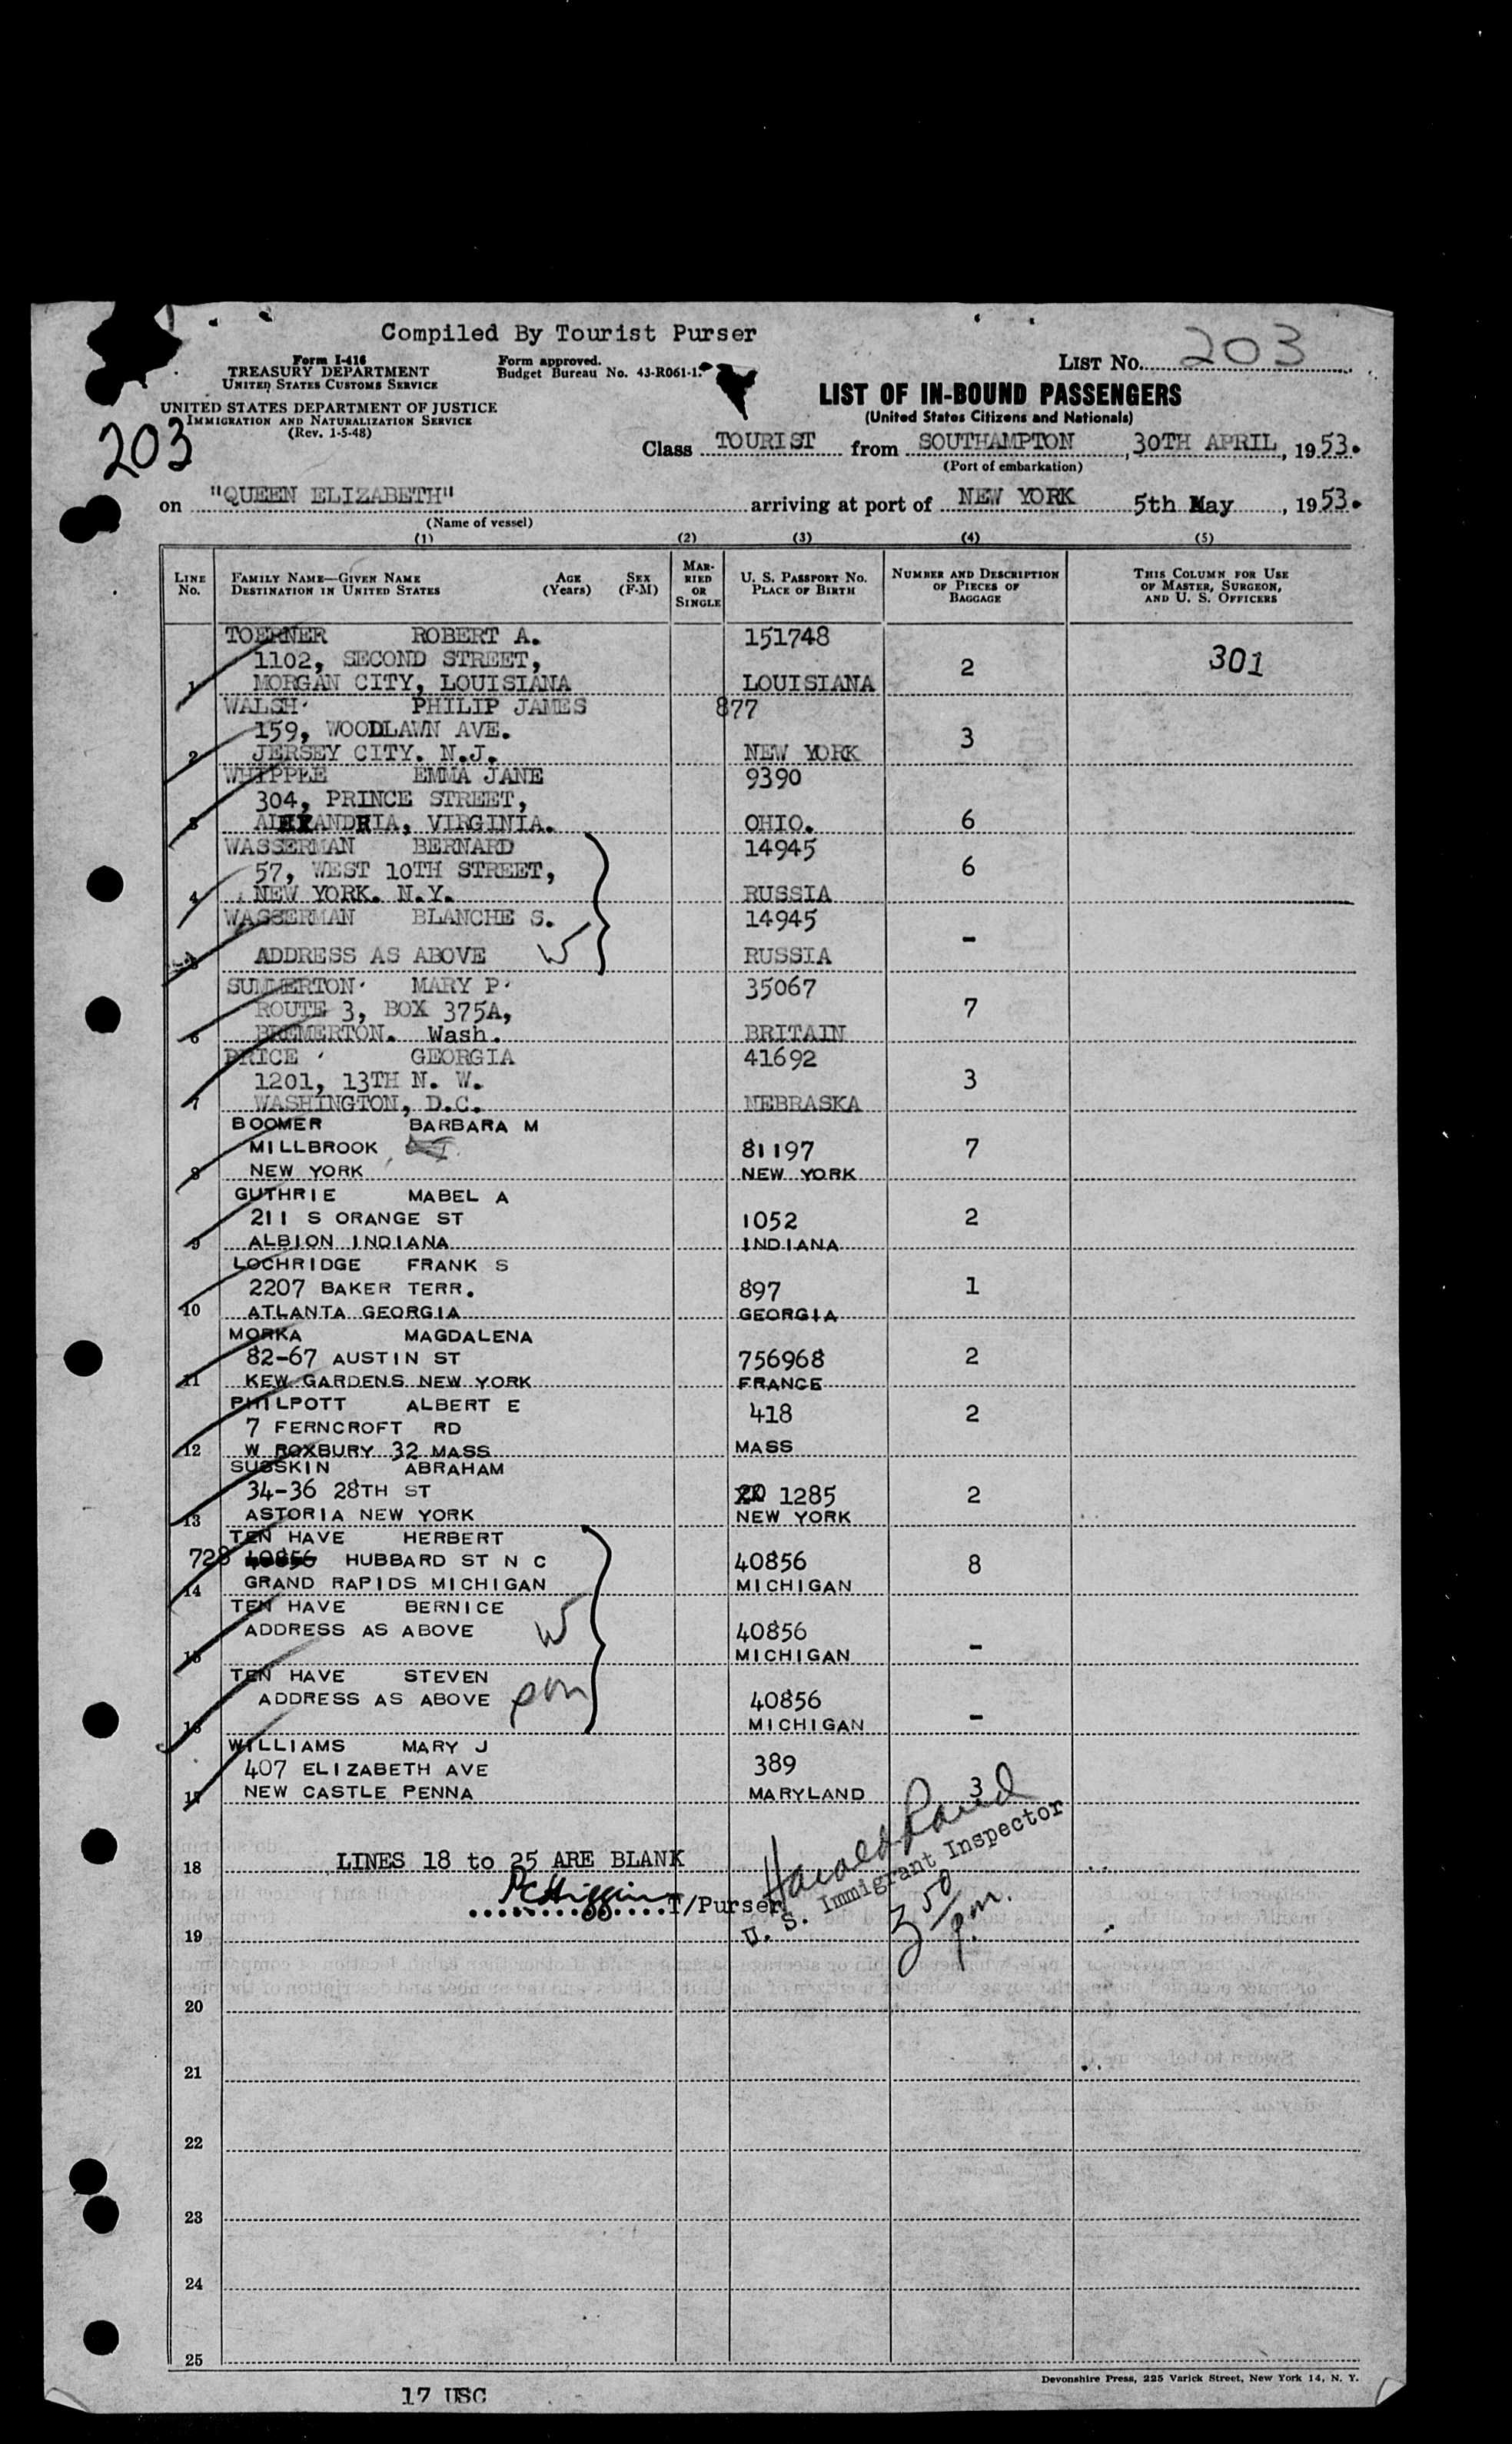 Compiled By Tourist Purser
Form I-416
TREASURY DEPARTMENT
UNITED STATES CUSTOMS SERVICE
UNITED STATES DEPARTMENT OF JUSTICE
IMMIGRATION AND NATURALIZATION SERVICE
(Rev. 1-5-48)
Form approved.
Budget Bureau No. 43-R061-1.
LIST NO. 203
LIST OF IN-BOUND PASSENGERS
(United States Citizens and Nationals)
203
Class TOURIST from SOUTHAMPTON, 30TH APRIL, 1953.
(Port of embarkation)
on "QUEEN ELIZABETH" arriving at port of NEW YORK 5th May, 1953.
(Name of vessel)
(1) (2) (3) (4) (5)
LINE NO. FAMILY NAME—GIVEN NAME DESTINATION IN UNITED STATES AGE (Years) SEX (F-M) MARRIED OR SINGLE U. S. PASSPORT NO. PLACE OF BIRTH NUMBER AND DESCRIPTION OF PIECES OF BAGGAGE THIS COLUMN FOR USE OF MASTER, SURGEON, AND U. S. OFFICERS
TOERNER ROBERT A. 151748
1102, SECOND STREET, 2 301
1 MORGAN CITY, LOUISIANA LOUISIANA
WALSH PHILIP JAMES 877
159, WOODLAWN AVE. 3
2 JERSEY CITY. N.J. NEW YORK
WHIPPLE EMMA JANE 9390
304, PRINCE STREET,
3 ALEXANDRIA, VIRGINIA. OHIO. 6
WASSERMAN BERNARD 14945
57, WEST 10TH STREET, 6
4 NEW YORK. N.Y. RUSSIA
WASSERMAN BLANCHE S. 14945
5 ADDRESS AS ABOVE W RUSSIA -
SUMMERTON MARY P. 35067
ROUTE 3, BOX 375A, 7
6 BREMERTON. Wash. BRITAIN
PRICE GEORGIA 41692
1201, 13TH N. W. 3
7 WASHINGTON, D.C. NEBRASKA
BOOMER BARBARA M
MILLBROOK 81197 7
8 NEW YORK NEW YORK
GUTHRIE MABEL A
211 S ORANGE ST 1052 2
9 ALBION INDIANA INDIANA
LOCHRIDGE FRANK S
2207 BAKER TERR. 897 1
10 ATLANTA GEORGIA GEORGIA
MORKA MAGDALENA
82-67 AUSTIN ST 756968 2
11 KEW GARDENS NEW YORK FRANCE
PHILPOTT ALBERT E
7 FERNCROFT RD 418 2
12 W ROXBURY 32 MASS MASS
SUSSKIN ABRAHAM
34-36 28TH ST 20 1285 2
13 ASTORIA NEW YORK NEW YORK
TEN HAVE HERBERT
728 40856 HUBBARD ST N C 40856 8
14 GRAND RAPIDS MICHIGAN MICHIGAN
TEN HAVE BERNICE
ADDRESS AS ABOVE W 40856 -
15 MICHIGAN
TEN HAVE STEVEN
ADDRESS AS ABOVE son 40856 -
16 MICHIGAN
WILLIAMS MARY J
407 ELIZABETH AVE 389
17 NEW CASTLE PENNA MARYLAND 3
18 LINES 18 to 25 ARE BLANK
T/Purser
Harold
U. S. Immigrant Inspector
3 50 p.m.
19
20
21
22
23
24
25
Devonshire Press, 225 Varick Street, New York 14, N. Y.
17 USC